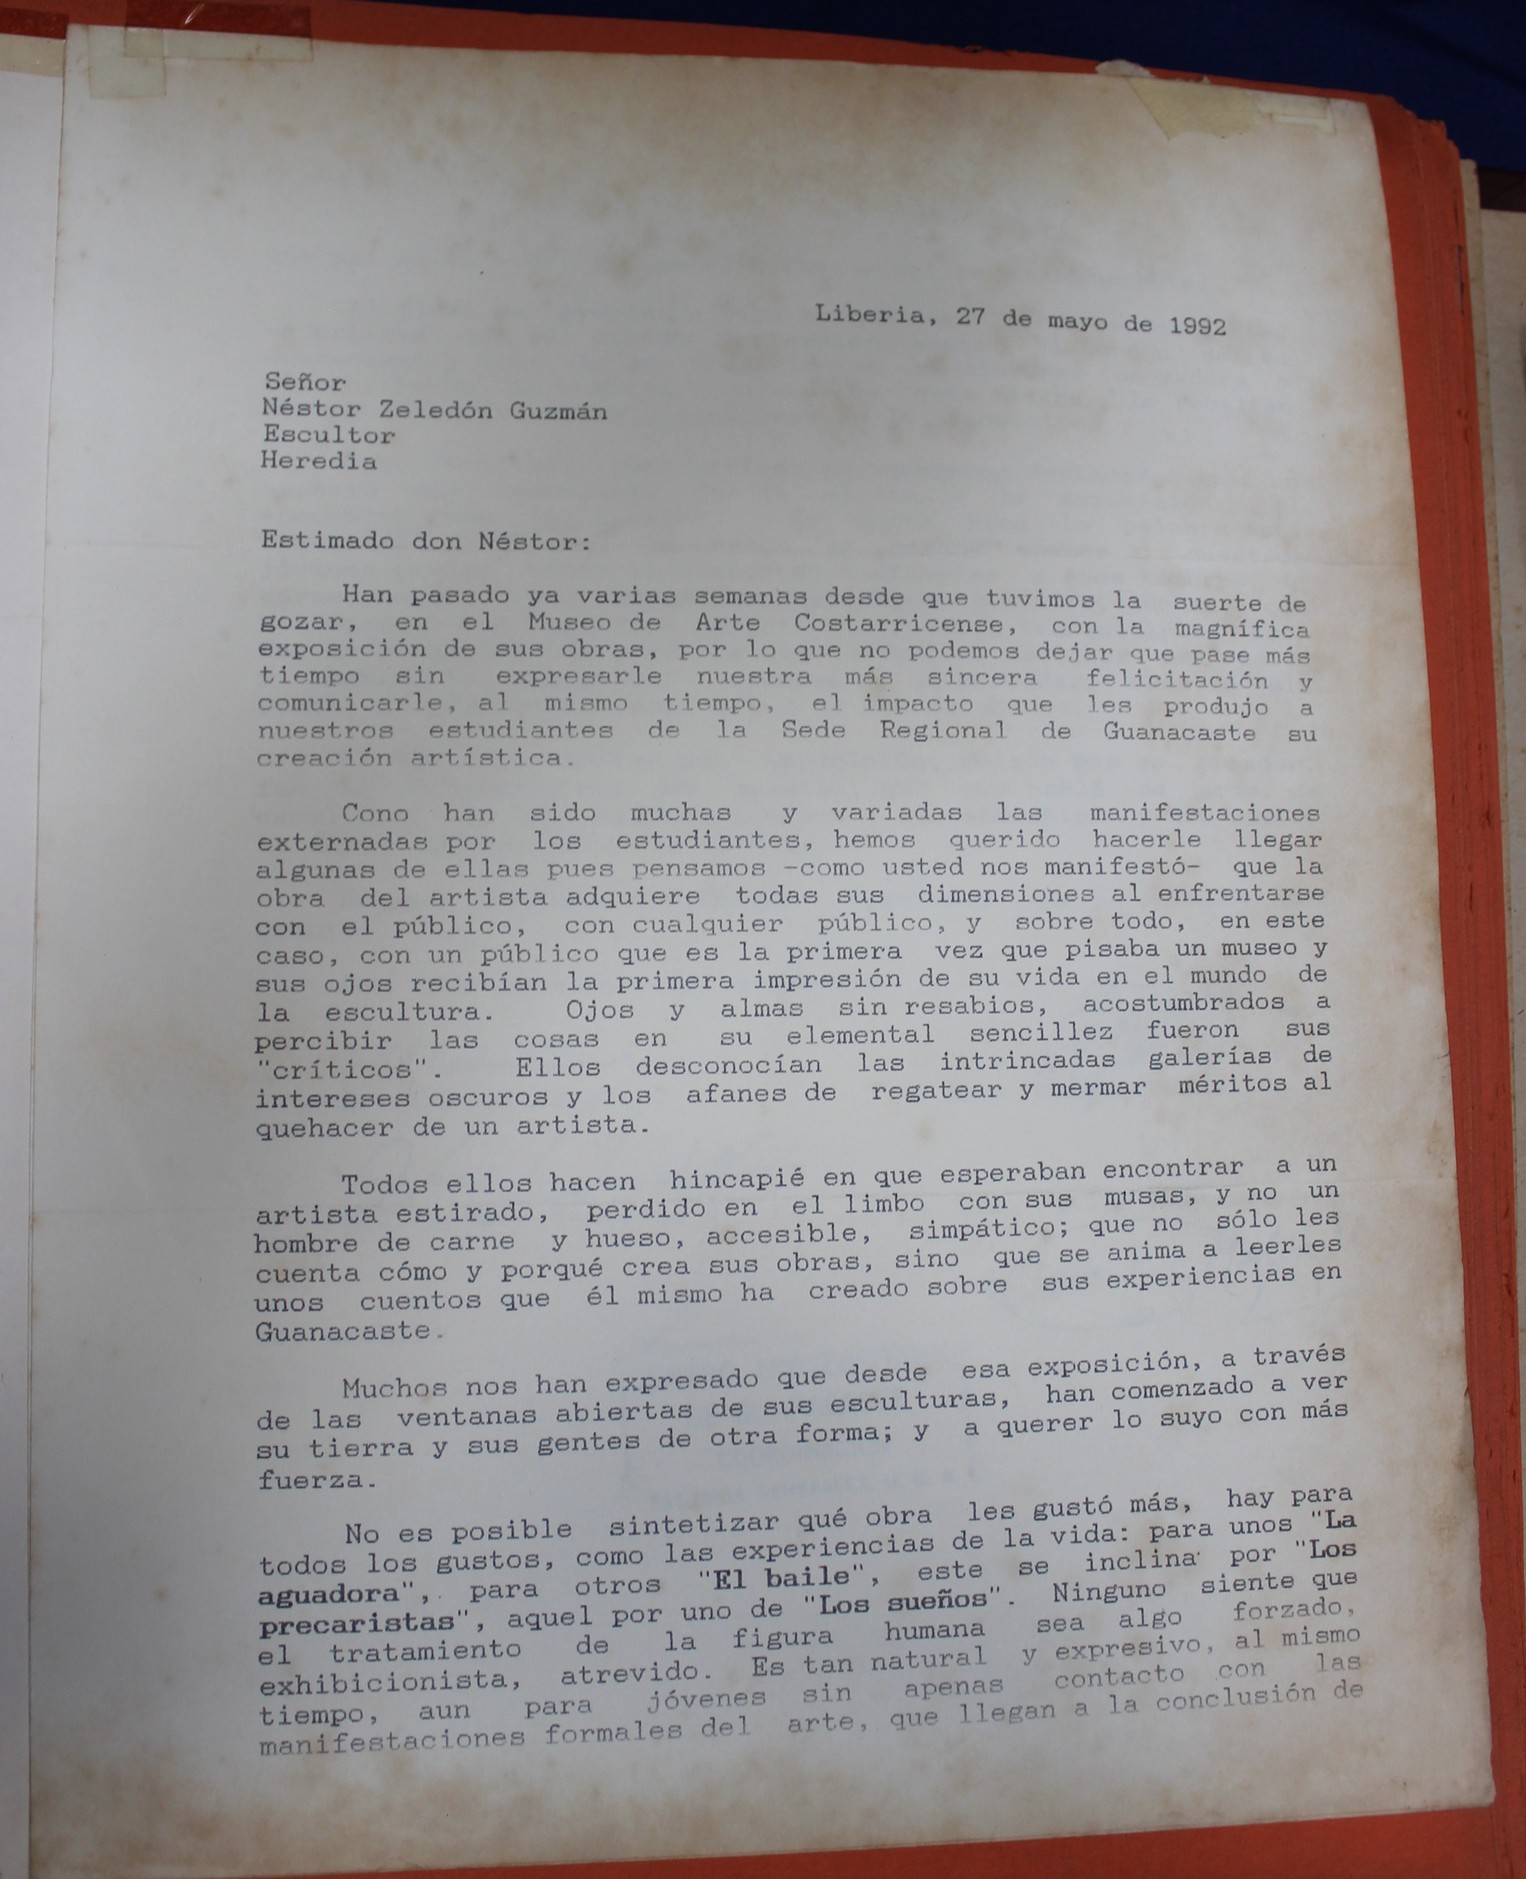 Liberia, 27 de mayo de 1992
Señor
Néstor Zeledón Guzmán
Escultor
Heredia
Estimado don Néstor:
Han pasado ya varias semanas desde que tuvimos la suerte de
gozar, en el Museo de Arte Costarricense, con la magnífica
exposición de sus obras, por lo que no podemos dejar que pase más
tiempo sin expresarle nuestra más sincera felicitación y
comunicarle, al mismo tiempo, el impacto que les produjo a
nuestros estudiantes de la Sede Regional de Guanacaste su
creación artística.
Cono han sido muchas y variadas las manifestaciones
externadas por los estudiantes, hemos querido hacerle llegar
algunas de ellas pues pensamos -como usted nos manifestó- que la
obra del artista adquiere todas sus dimensiones al enfrentarse
con el público, con cualquier público, y sobre todo, en este
caso, con un público que es la primera vez que pisaba un museo y
sus ojos recibían la primera impresión de su vida en el mundo de
la escultura. Ojos y almas sin resabios, acostumbrados a
percibir las cosas en su elemental sencillez fueron sus
"críticos". Ellos desconocían las intrincadas galerías de
intereses oscuros y los afanes de regatear y mermar méritos al
quehacer de un artista.
Todos ellos hacen hincapié en que esperaban encontrar a un
artista estirado, perdido en el limbo con sus musas, y no un
hombre de carne y hueso, accesible, simpático; que no sólo les
cuenta cómo y porqué crea sus obras, sino que se anima a leerles
unos cuentos que él mismo ha creado sobre sus experiencias en
Guanacaste.
Muchos nos han expresado que desde esa exposición, a través
de las ventanas abiertas de sus esculturas, han comenzado a ver
su tierra y sus gentes de otra forma; y a querer lo suyo con más
fuerza.
No es posible sintetizar qué obra les gustó más, hay para
todos los gustos, como las experiencias de la vida: para unos "La
aguadora", para otros "El baile", este se inclina por "Los
precaristas", aquel por uno de "Los sueños". Ninguno siente que
el tratamiento de la figura humana sea algo forzado,
exhibicionista, atrevido. Es tan natural y expresivo, al mismo
tiempo, aun para jóvenes sin apenas contacto con las
manifestaciones formales del arte, que llegan a la conclusión de